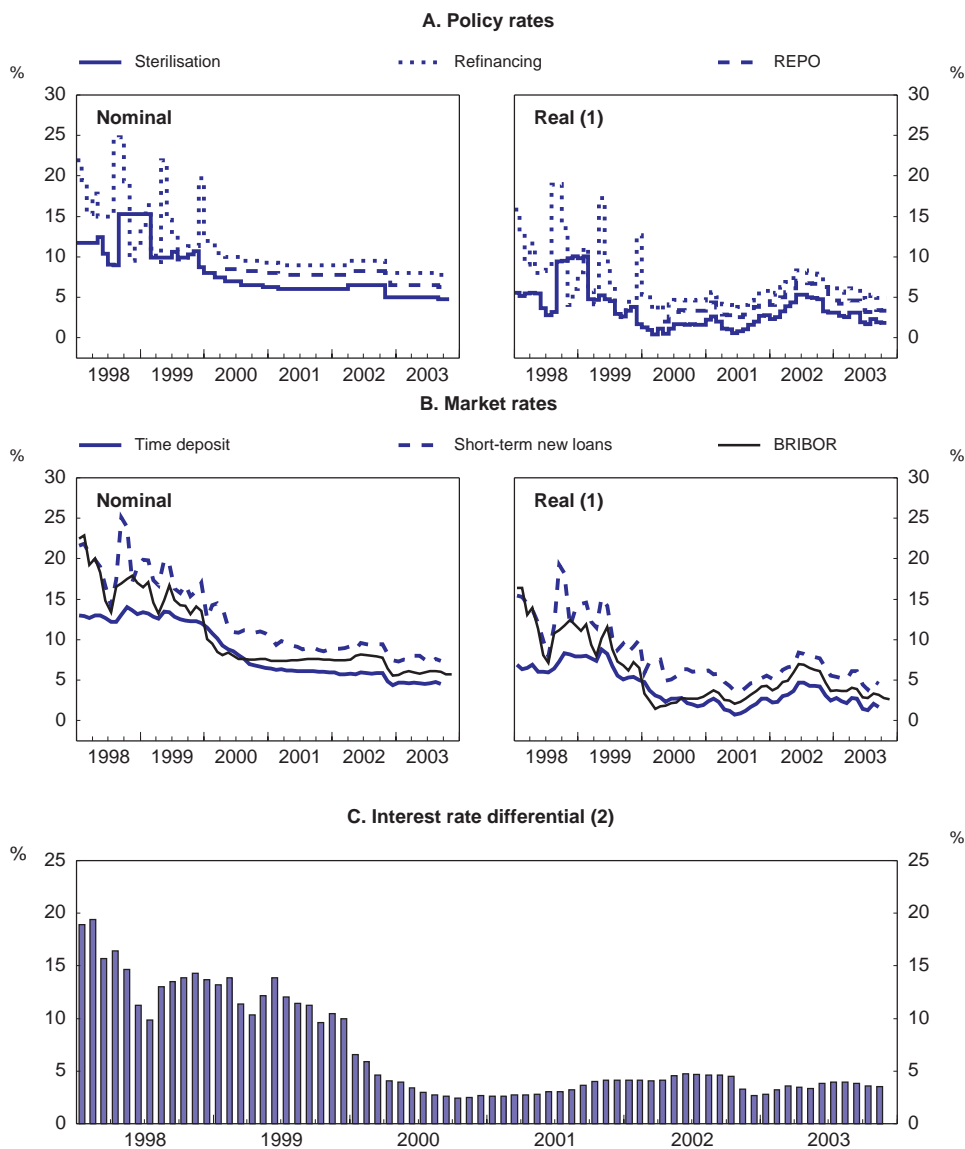 A. Policy rates
Sterilisation Refinancing REPO
% %
30 30
Nominal Real (1)
25 25
20 20
15 15
10 10
5 5
0 0
1998 1999 2000 2001 2002 2003 1998 1999 2000 2001 2002 2003
B. Market rates
Time deposit Short-term new loans BRIBOR
% %
30 30
Nominal Real (1)
25 25
20 20
15 15
10 10
5 5
0 0
1998 1999 2000 2001 2002 2003 1998 1999 2000 2001 2002 2003
C. Interest rate differential (2)
% %
25 25
20 20
15 15
10 10
5 5
0 0
1998 1999 2000 2001 2002 2003